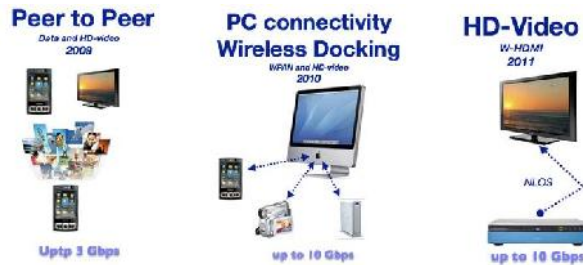 Peer to Peer
Data and HD-video
2009
Uptp 3 Gbps
PC connectivity
Wireless Docking
WPAN and HD-video
2010
up to 10 Gbps
HD-Video
W-HDMI
2011
NLOS
up to 10 Gbps